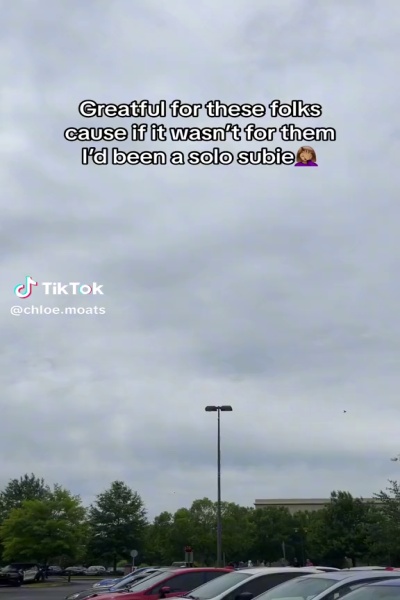 Greatful for these folks
cause if it wasn't for them
I'd been a solo subie🤦🏽‍♀️
TikTok
@chloe.moats